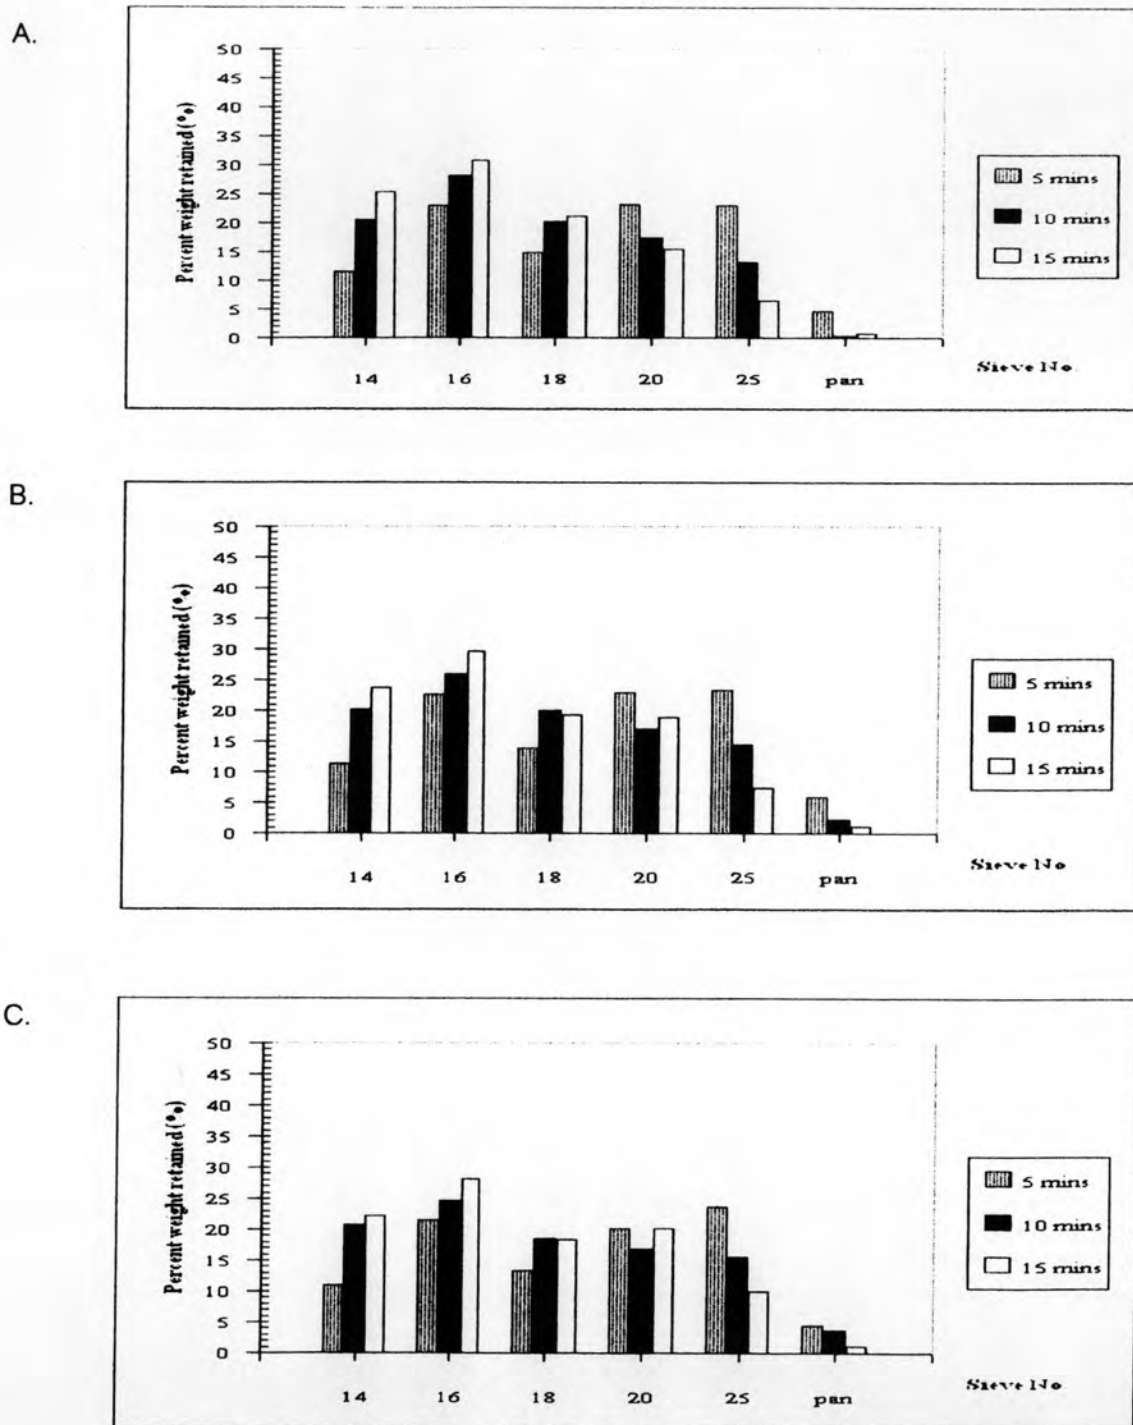 A.
Percent weight retained (%)
50
45
40
35
30
25
20
15
10
5
0
14 16 18 20 25 pan
5 mins
10 mins
15 mins
Sieve No.
B.
Percent weight retained (%)
50
45
40
35
30
25
20
15
10
5
0
14 16 18 20 25 pan
5 mins
10 mins
15 mins
Sieve No
C.
Percent weight retained (%)
50
45
40
35
30
25
20
15
10
5
0
14 16 18 20 25 pan
5 mins
10 mins
15 mins
Sieve No